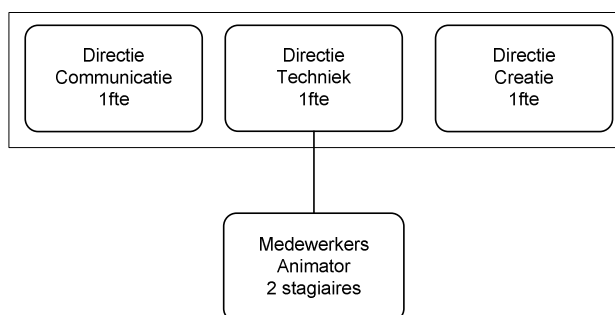 Directie
Communicatie
1fte
Directie
Techniek
1fte
Directie
Creatie
1fte
Medewerkers
Animator
2 stagiaires